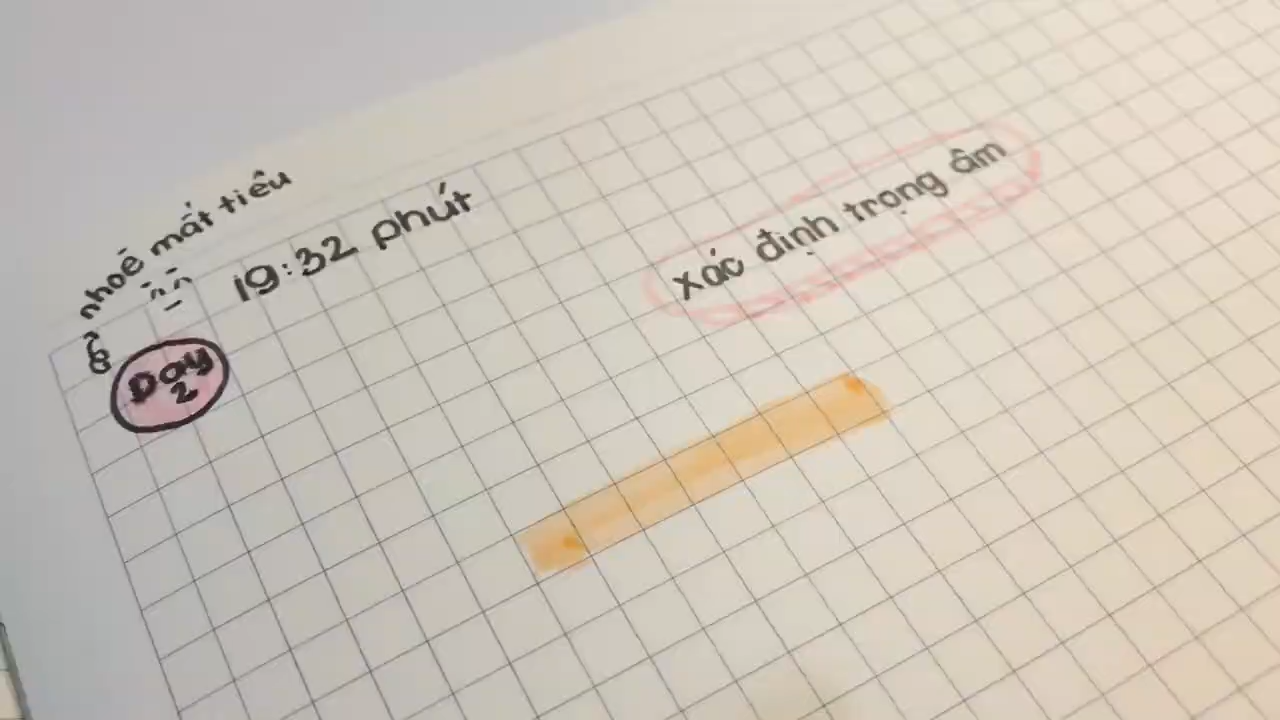 ổ nhoè mất tiêu
19:32 phút
Day
2
xác định trọng âm